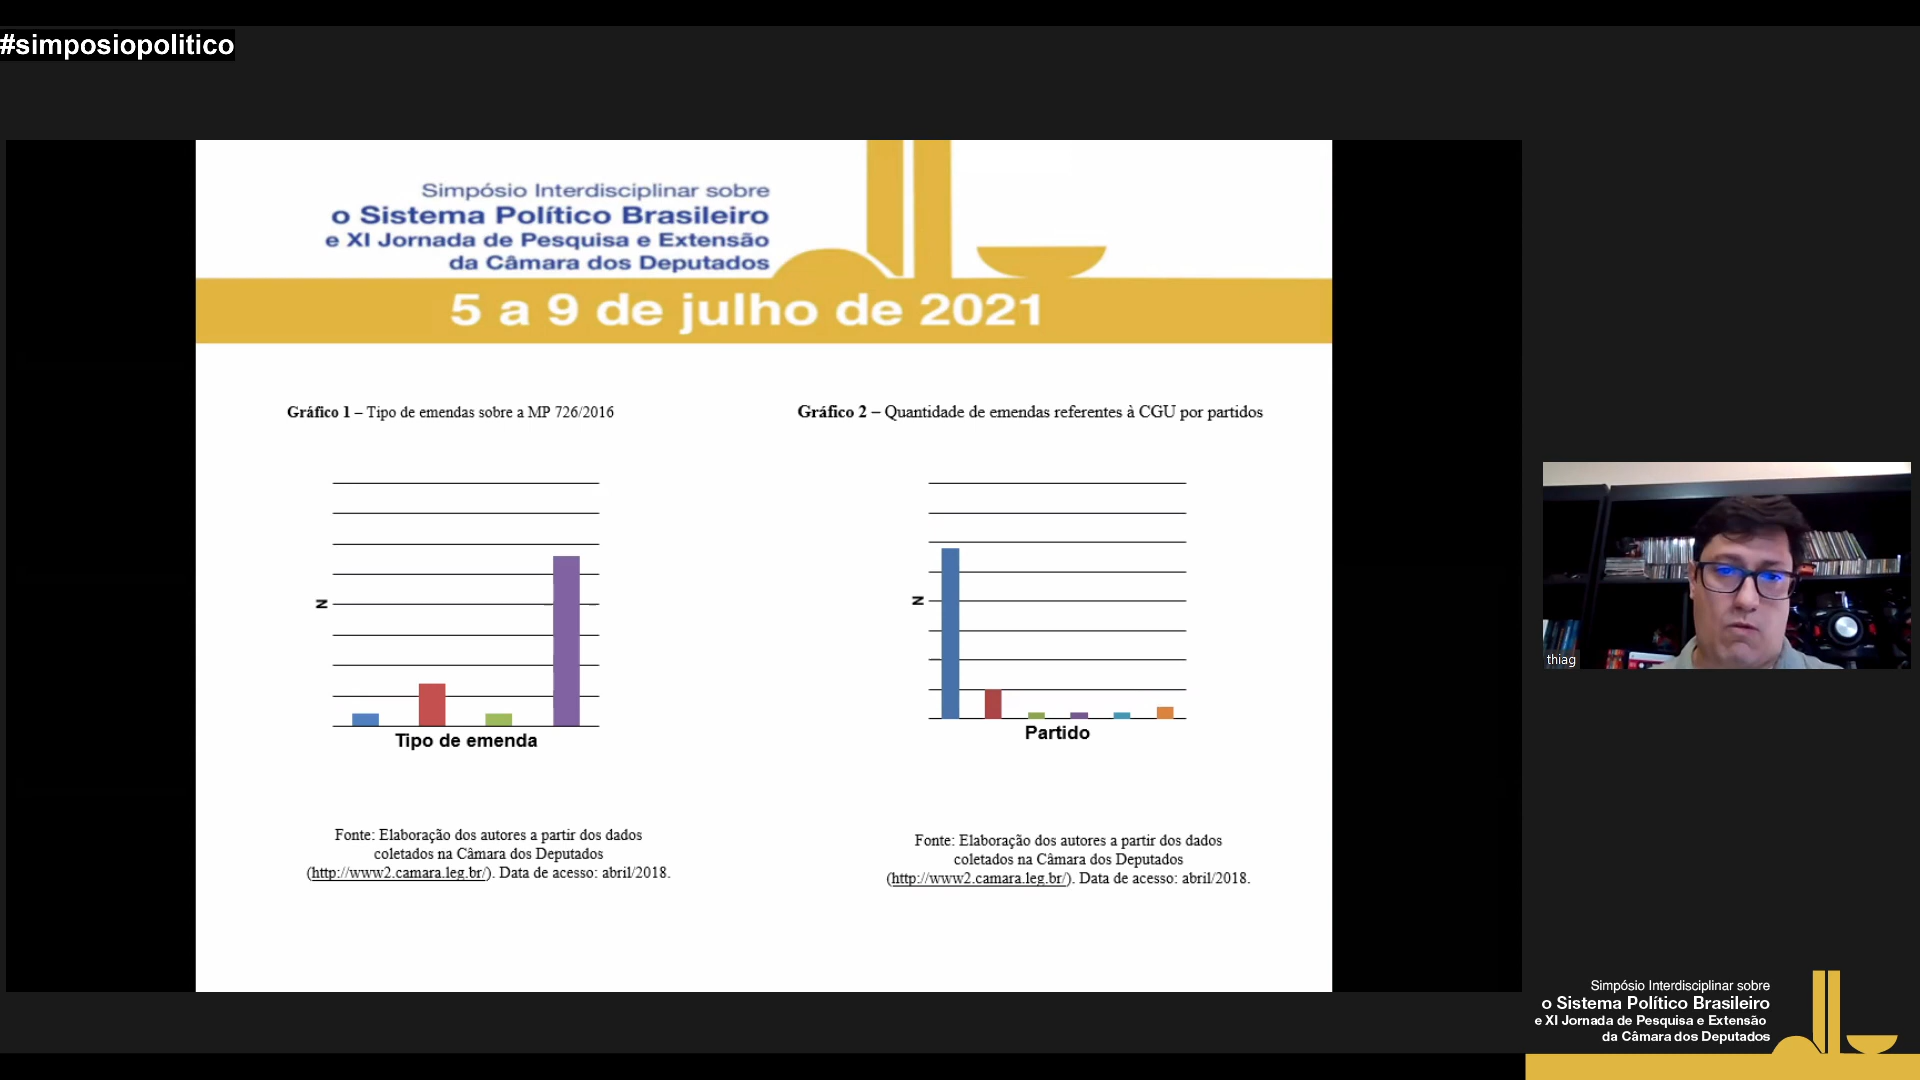 #simposiopolitico
Simpósio Interdisciplinar sobre
o Sistema Político Brasileiro
e XI Jornada de Pesquisa e Extensão
da Câmara dos Deputados
5 a 9 de julho de 2021
Gráfico 1 – Tipo de emendas sobre a MP 726/2016
N
Tipo de emenda
Fonte: Elaboração dos autores a partir dos dados
coletados na Câmara dos Deputados
(http://www2.camara.leg.br/). Data de acesso: abril/2018.
Gráfico 2 – Quantidade de emendas referentes à CGU por partidos
N
Partido
Fonte: Elaboração dos autores a partir dos dados
coletados na Câmara dos Deputados
(http://www2.camara.leg.br/). Data de acesso: abril/2018.
thiag
Simpósio Interdisciplinar sobre
o Sistema Político Brasileiro
e XI Jornada de Pesquisa e Extensão
da Câmara dos Deputados